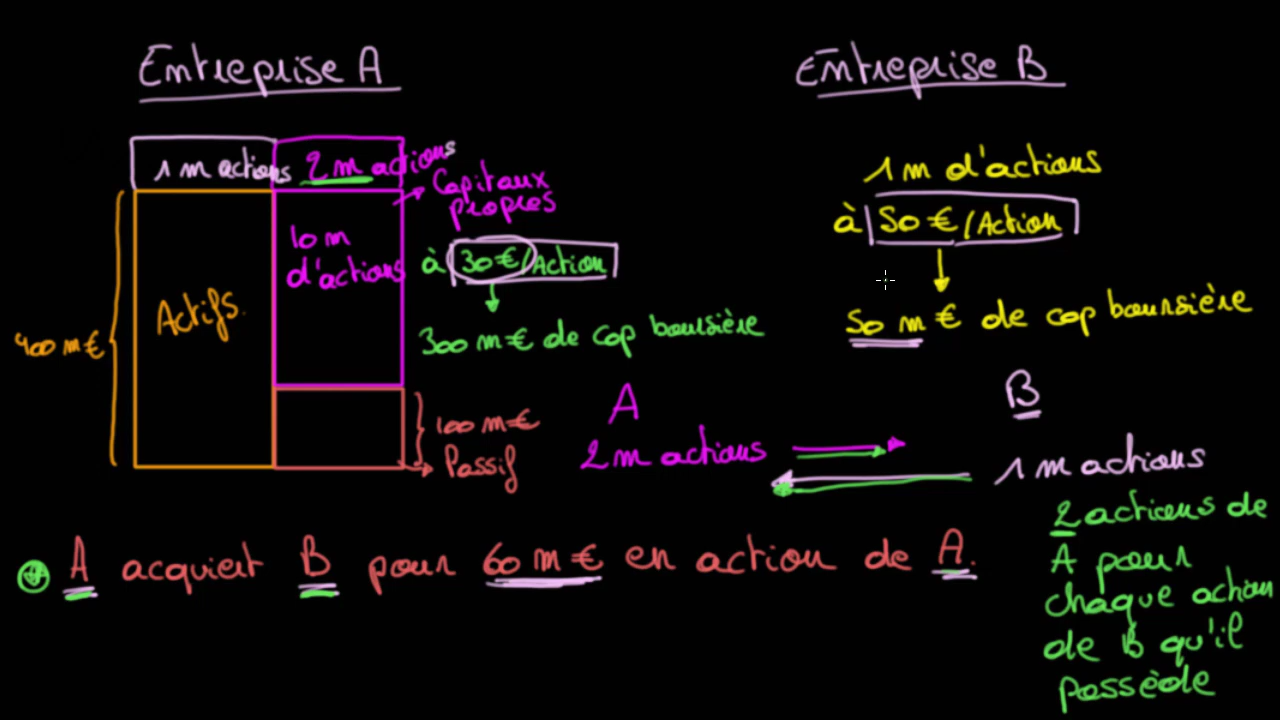 Entreprise A
Entreprise B
1 m actions
2 m actions
Capitaux
propres
10 m
d'actions
à 30 €/Action
300 m € de cap boursière
Actifs.
400 m €
100 m €
Passif
1 m d'actions
à 50 €/Action
50 m € de cap boursière
A
2 m actions
B
1 m actions
2 actions de
A pour
chaque action
de B qu'il
possède
A acquiert B pour 60 m € en action de A.